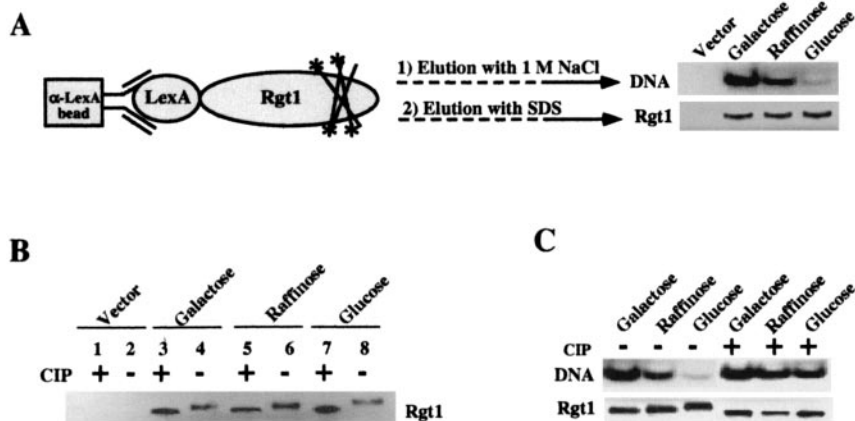 A
Vector
Galactose
Raffinose
Glucose
α-LexA
bead
LexA
Rgt1
1) Elution with 1 M NaCl
DNA
2) Elution with SDS
Rgt1
B
Vector
Galactose
Raffinose
Glucose
1 2 3 4 5 6 7 8
CIP + - + - + - + -
Rgt1
C
Galactose
Raffinose
Glucose
Galactose
Raffinose
Glucose
CIP - - - + + +
DNA
Rgt1